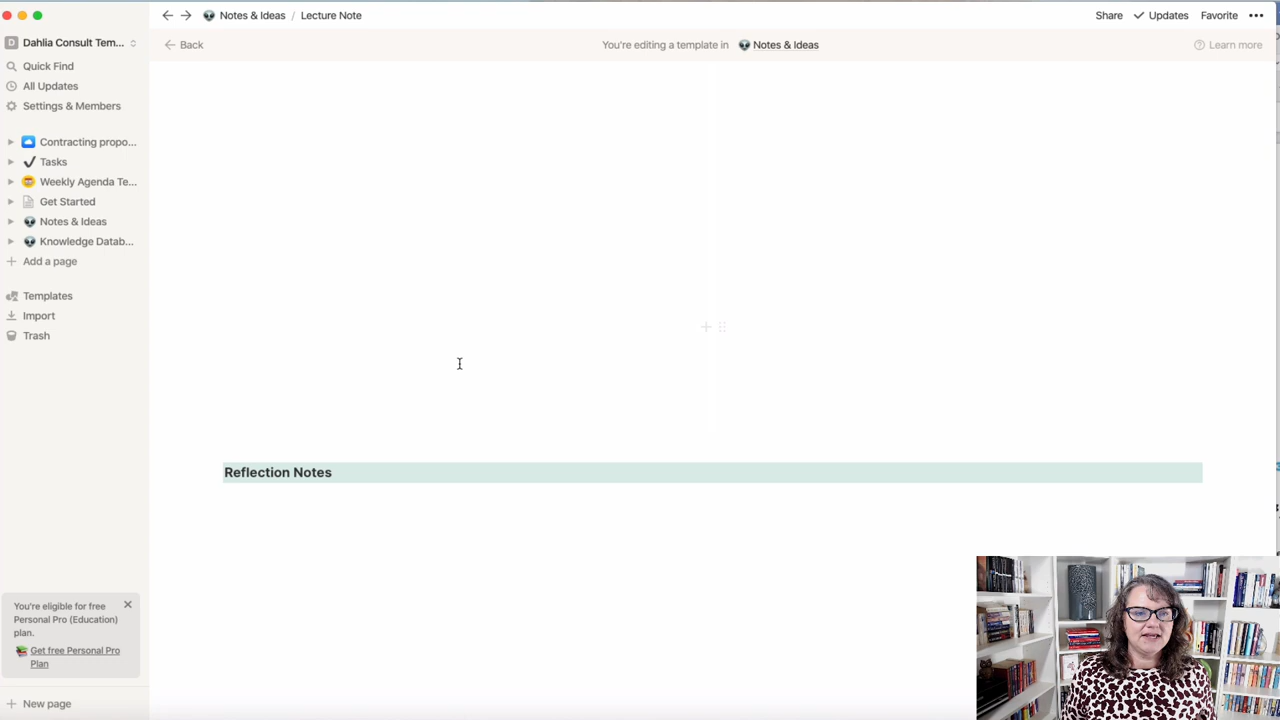 Notes & Ideas / Lecture Note
Share
Updates
Favorite
D Dahlia Consult Tem...
Back
You're editing a template in Notes & Ideas
Learn more
Quick Find
All Updates
Settings & Members
Contracting propo...
Tasks
Weekly Agenda Te...
Get Started
Notes & Ideas
Knowledge Datab...
Add a page
Templates
Import
Trash
Reflection Notes
You're eligible for free
Personal Pro (Education)
plan.
Get free Personal Pro
Plan
New page